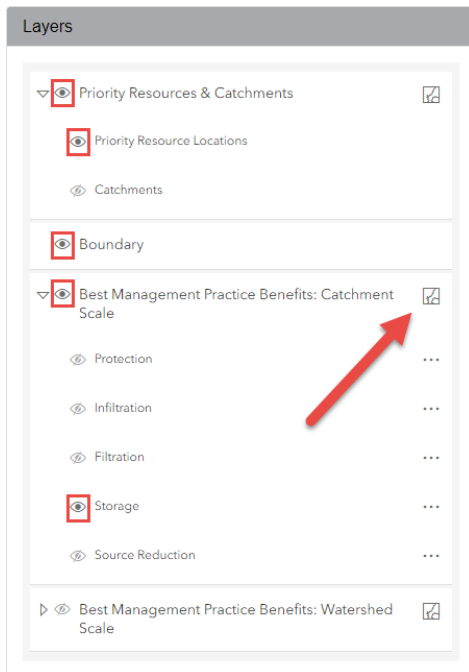 Layers
Priority Resources & Catchments
Priority Resource Locations
Catchments
Boundary
Best Management Practice Benefits: Catchment
Scale
Protection
Infiltration
Filtration
Storage
Source Reduction
Best Management Practice Benefits: Watershed
Scale